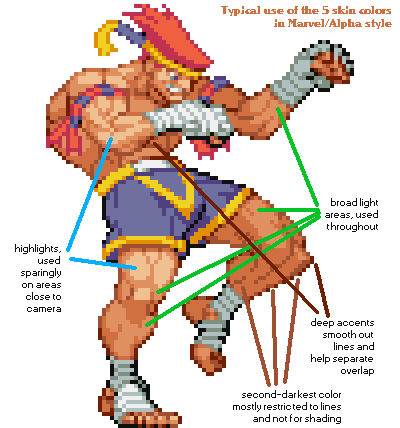 Typical use of the 5 skin colors
in Marvel/Alpha style
broad light
areas, used
throughout
highlights,
used
sparingly
on areas
close to
camera
deep accents
smooth out
lines and
help separate
overlap
second-darkest color
mostly restricted to lines
and not for shading